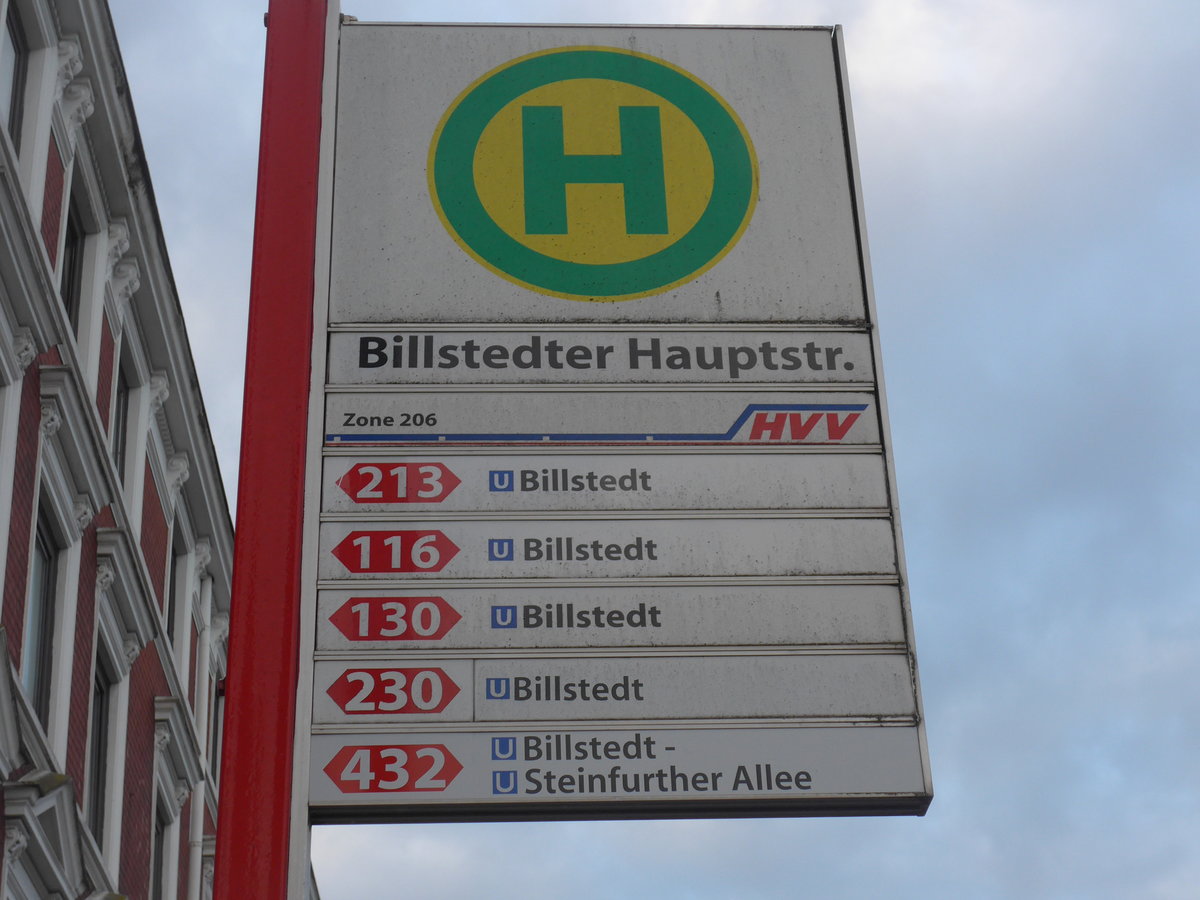 H
Billstedter Hauptstr.
Zone 206 HVV
213 U Billstedt
116 U Billstedt
130 U Billstedt
230 U Billstedt
432 U Billstedt -
U Steinfurther Allee